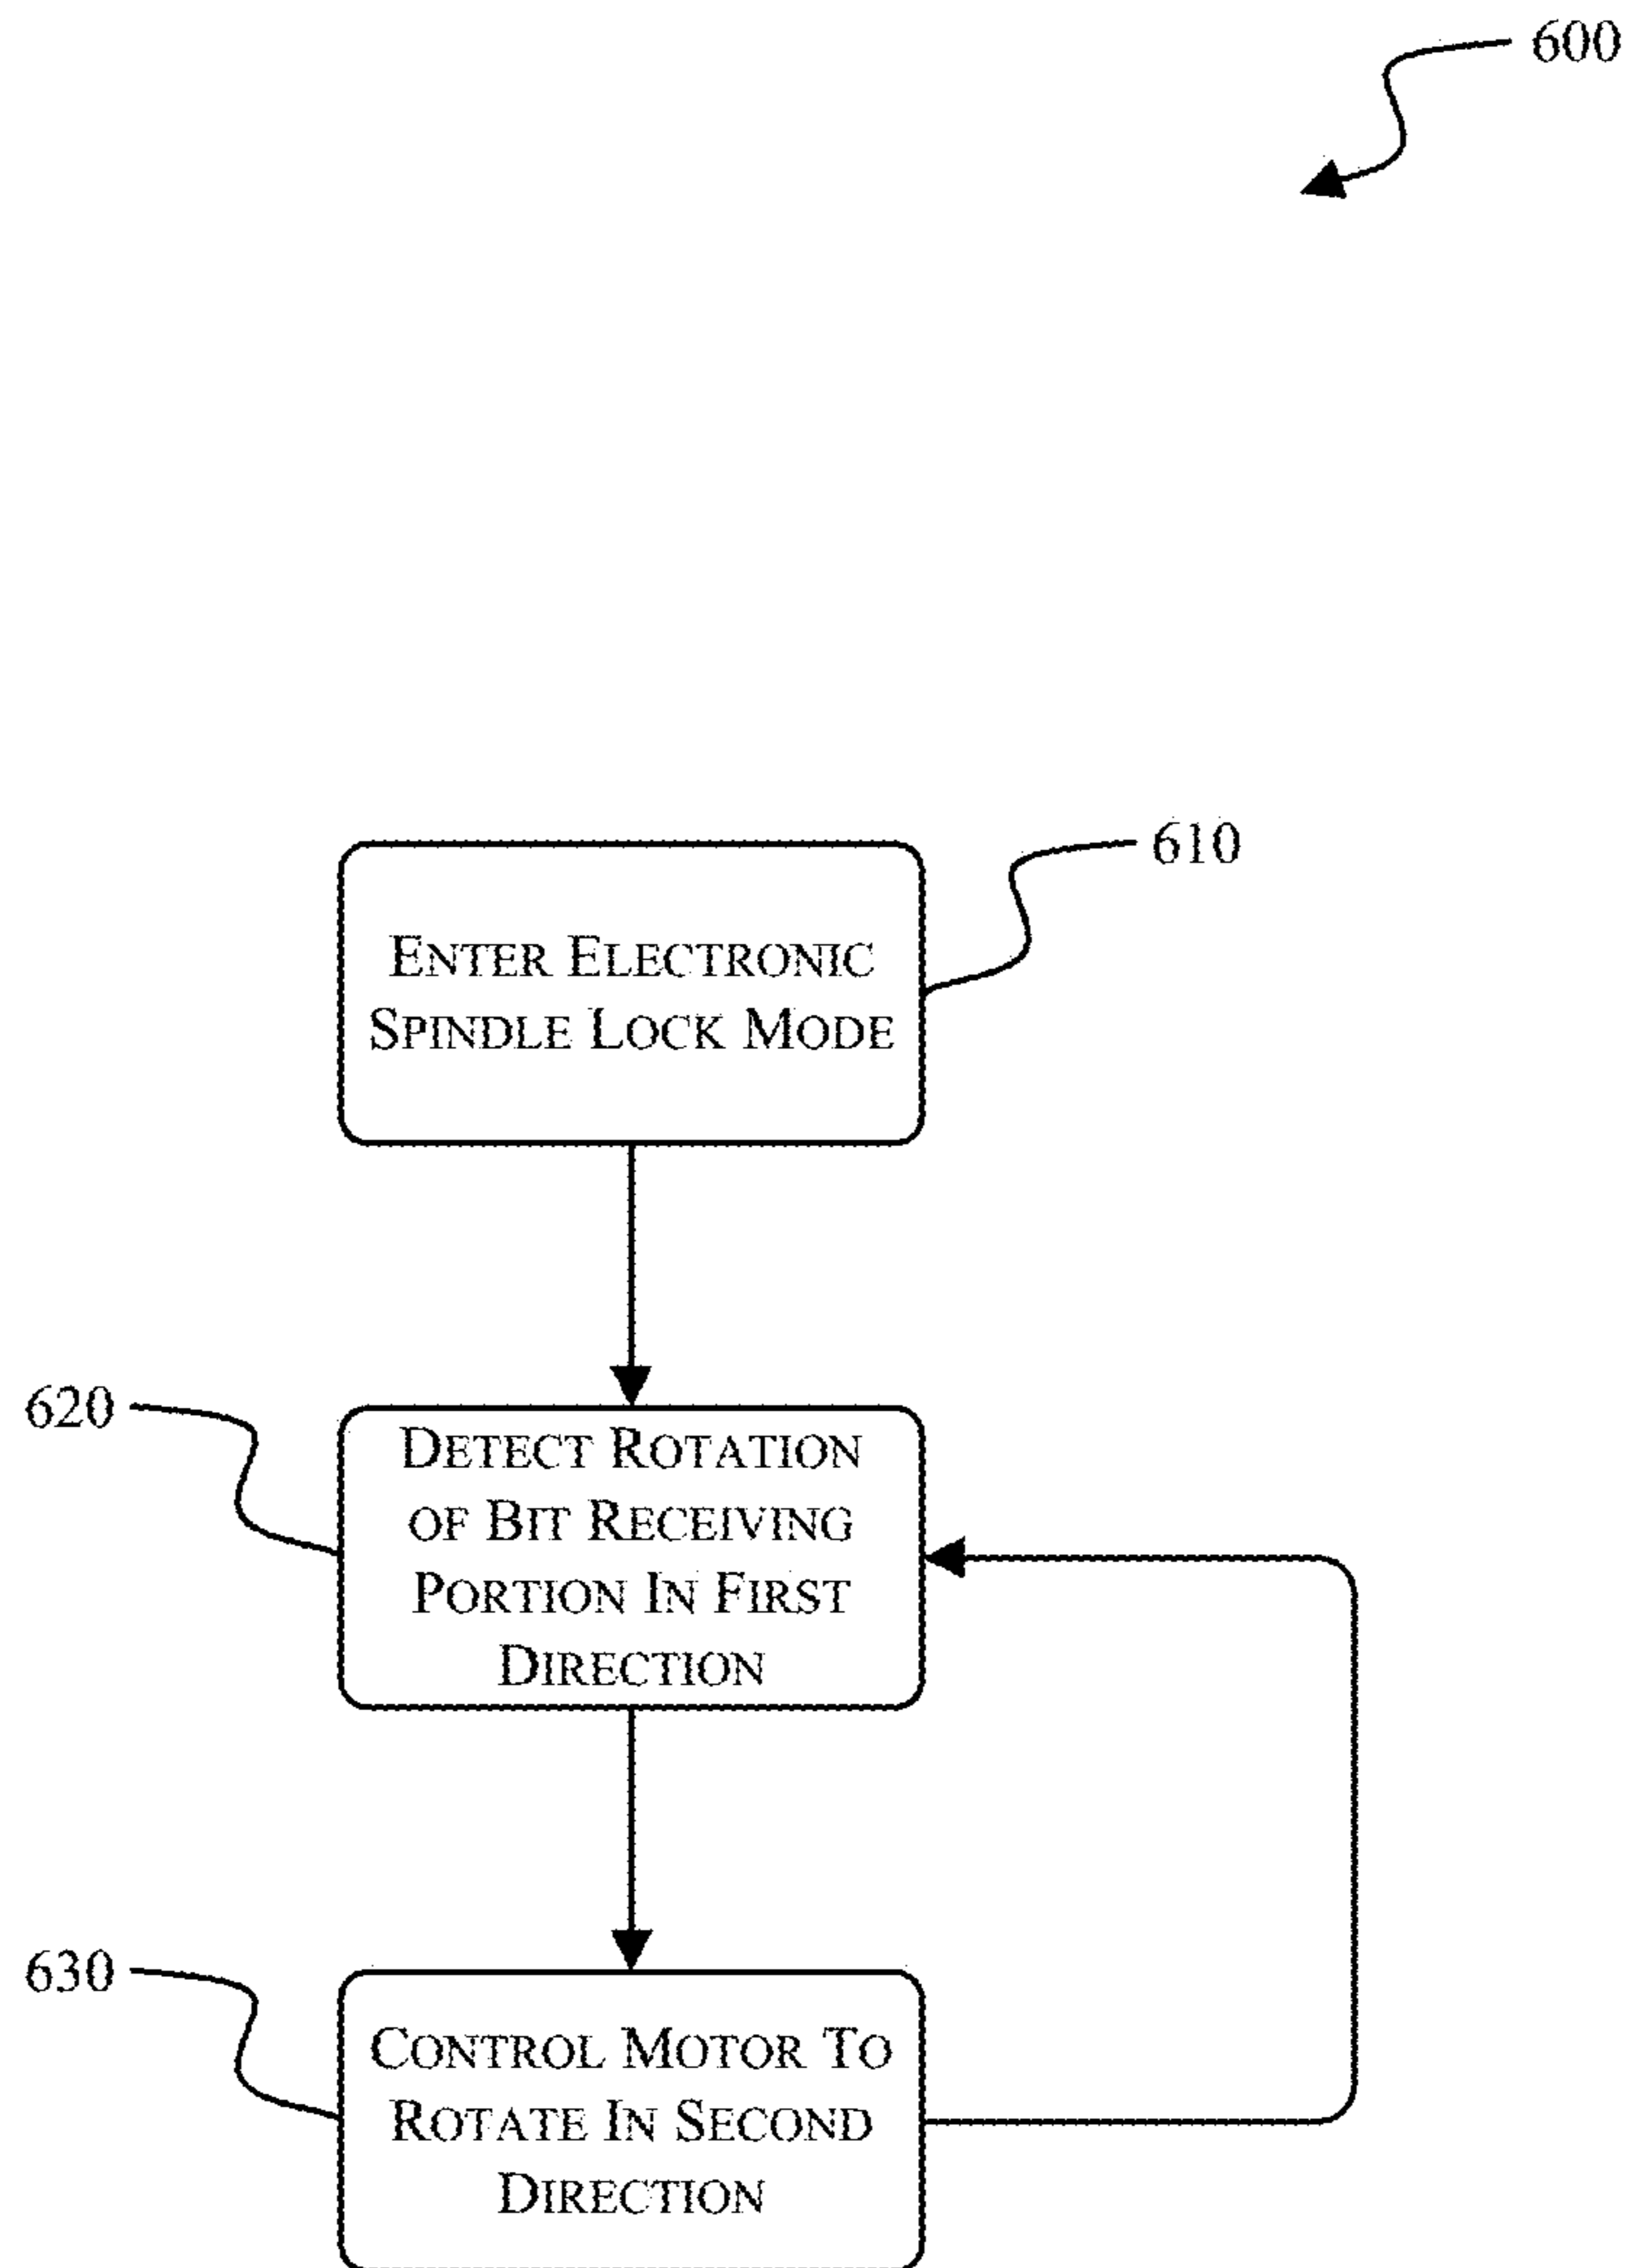 600
610
ENTER ELECTRONIC
SPINDLE LOCK MODE
620
DETECT ROTATION
OF BIT RECEIVING
PORTION IN FIRST
DIRECTION
630
CONTROL MOTOR TO
ROTATE IN SECOND
DIRECTION